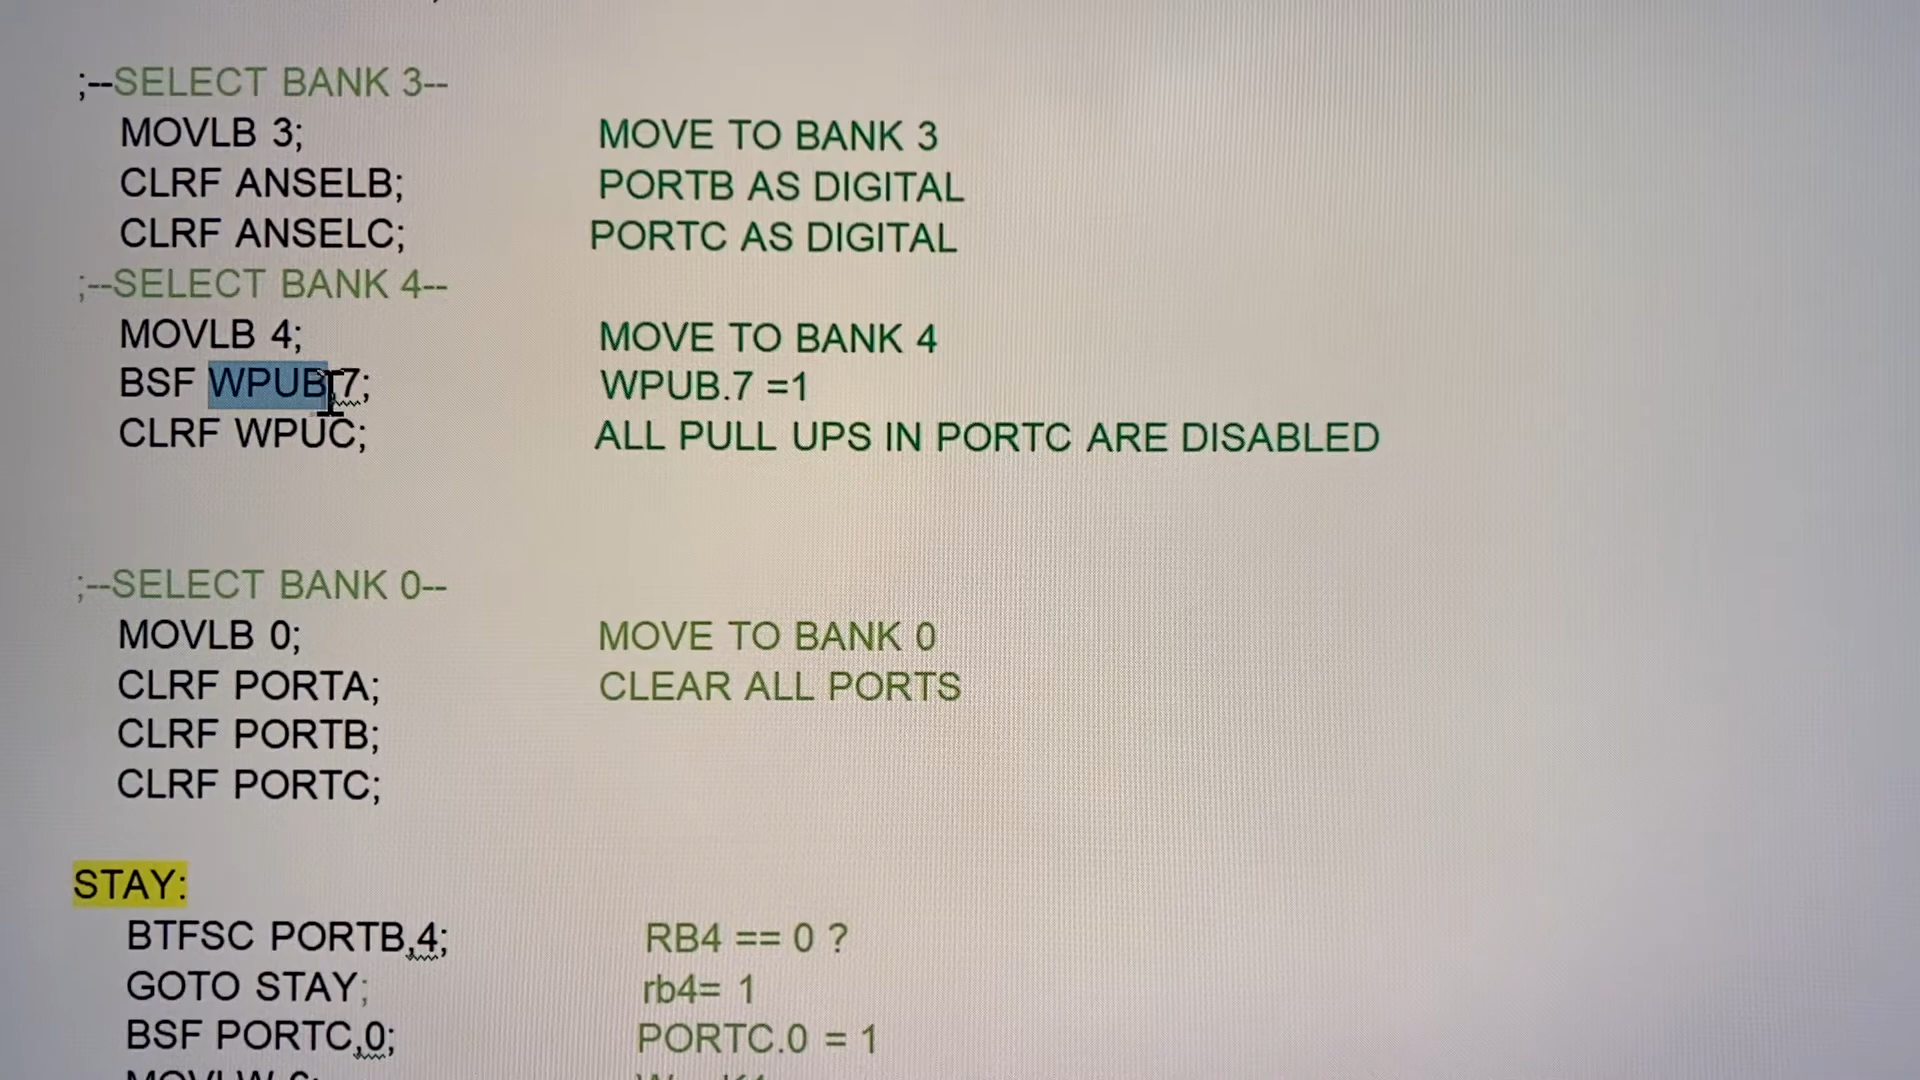 ;--SELECT BANK 3--
MOVLB 3; MOVE TO BANK 3
CLRF ANSELB; PORTB AS DIGITAL
CLRF ANSELC; PORTC AS DIGITAL
;--SELECT BANK 4--
MOVLB 4; MOVE TO BANK 4
BSF WPUB,7; WPUB.7 =1
CLRF WPUC; ALL PULL UPS IN PORTC ARE DISABLED
;--SELECT BANK 0--
MOVLB 0; MOVE TO BANK 0
CLRF PORTA; CLEAR ALL PORTS
CLRF PORTB;
CLRF PORTC;
STAY:
BTFSC PORTB,4; RB4 == 0 ?
GOTO STAY; rb4= 1
BSF PORTC,0; PORTC.0 = 1
MOVLW 6;